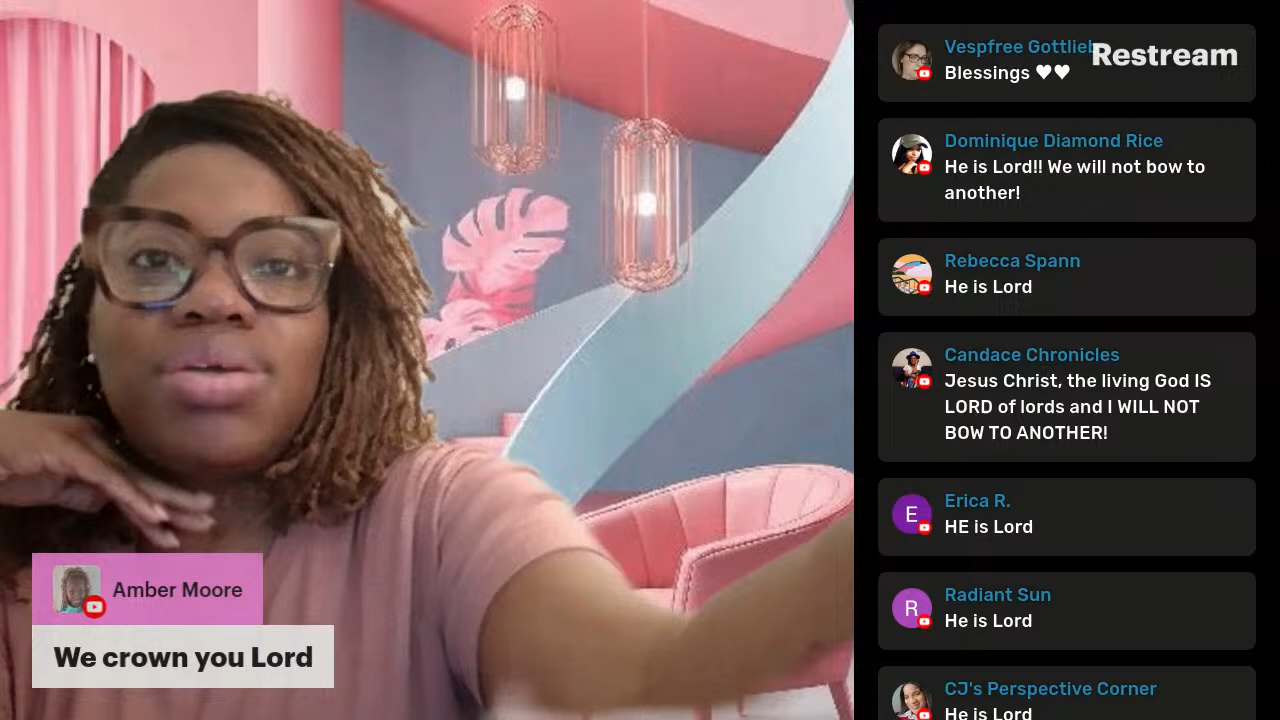 Vespfree Gottlieb
Restream
Blessings ♥♥
Dominique Diamond Rice
He is Lord!! We will not bow to
another!
Rebecca Spann
He is Lord
Candace Chronicles
Jesus Christ, the living God IS
LORD of lords and I WILL NOT
BOW TO ANOTHER!
E
Erica R.
HE is Lord
R
Radiant Sun
He is Lord
CJ's Perspective Corner
He is Lord
Amber Moore
We crown you Lord